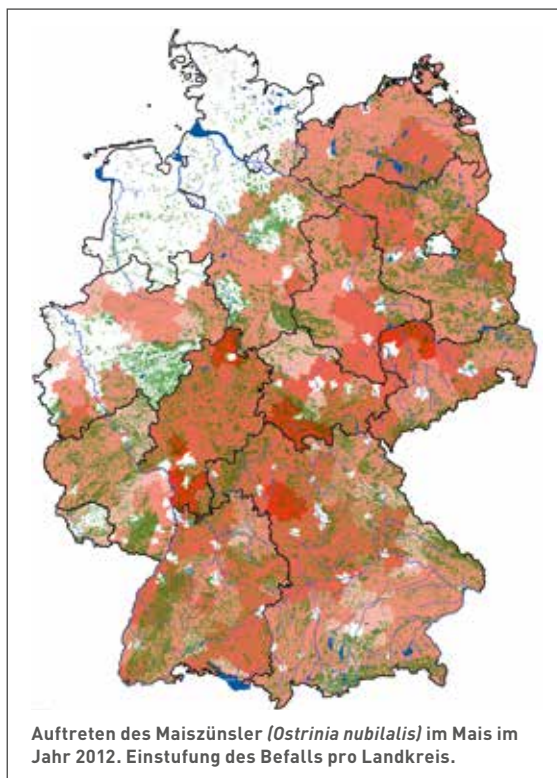 Auftreten des Maiszünsler (Ostrinia nubilalis) im Mais im
Jahr 2012. Einstufung des Befalls pro Landkreis.